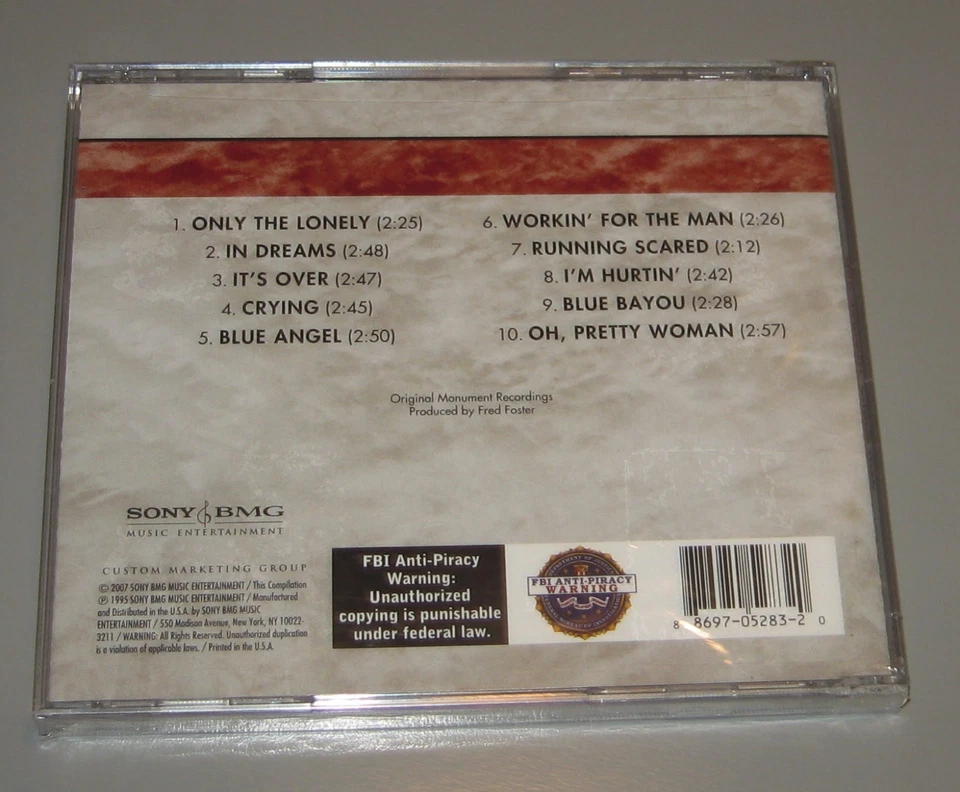 1. ONLY THE LONELY (2:25)
2. IN DREAMS (2:48)
3. IT'S OVER (2:47)
4. CRYING (2:45)
5. BLUE ANGEL (2:50)
6. WORKIN' FOR THE MAN (2:26)
7. RUNNING SCARED (2:12)
8. I'M HURTIN' (2:42)
9. BLUE BAYOU (2:28)
10. OH, PRETTY WOMAN (2:57)
Original Monument Recordings
Produced by Fred Foster
SONY BMG
MUSIC ENTERTAINMENT
CUSTOM MARKETING GROUP
© 2007 SONY BMG MUSIC ENTERTAINMENT / This Compilation
℗ 1995 SONY BMG MUSIC ENTERTAINMENT / Manufactured
and Distributed in the U.S.A. by SONY BMG MUSIC
ENTERTAINMENT / 550 Madison Avenue, New York, NY 10022-
3211 / WARNING: All Rights Reserved. Unauthorized duplication
is a violation of applicable laws. / Printed in the U.S.A.
FBI Anti-Piracy
Warning:
Unauthorized
copying is punishable
under federal law.
FBI ANTI-PIRACY
WARNING
8 8697-05283-2 0